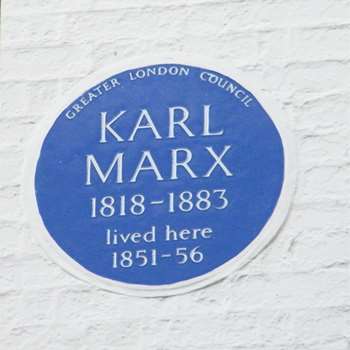 GREATER LONDON COUNCIL
KARL
MARX
1818-1883
lived here
1851-56